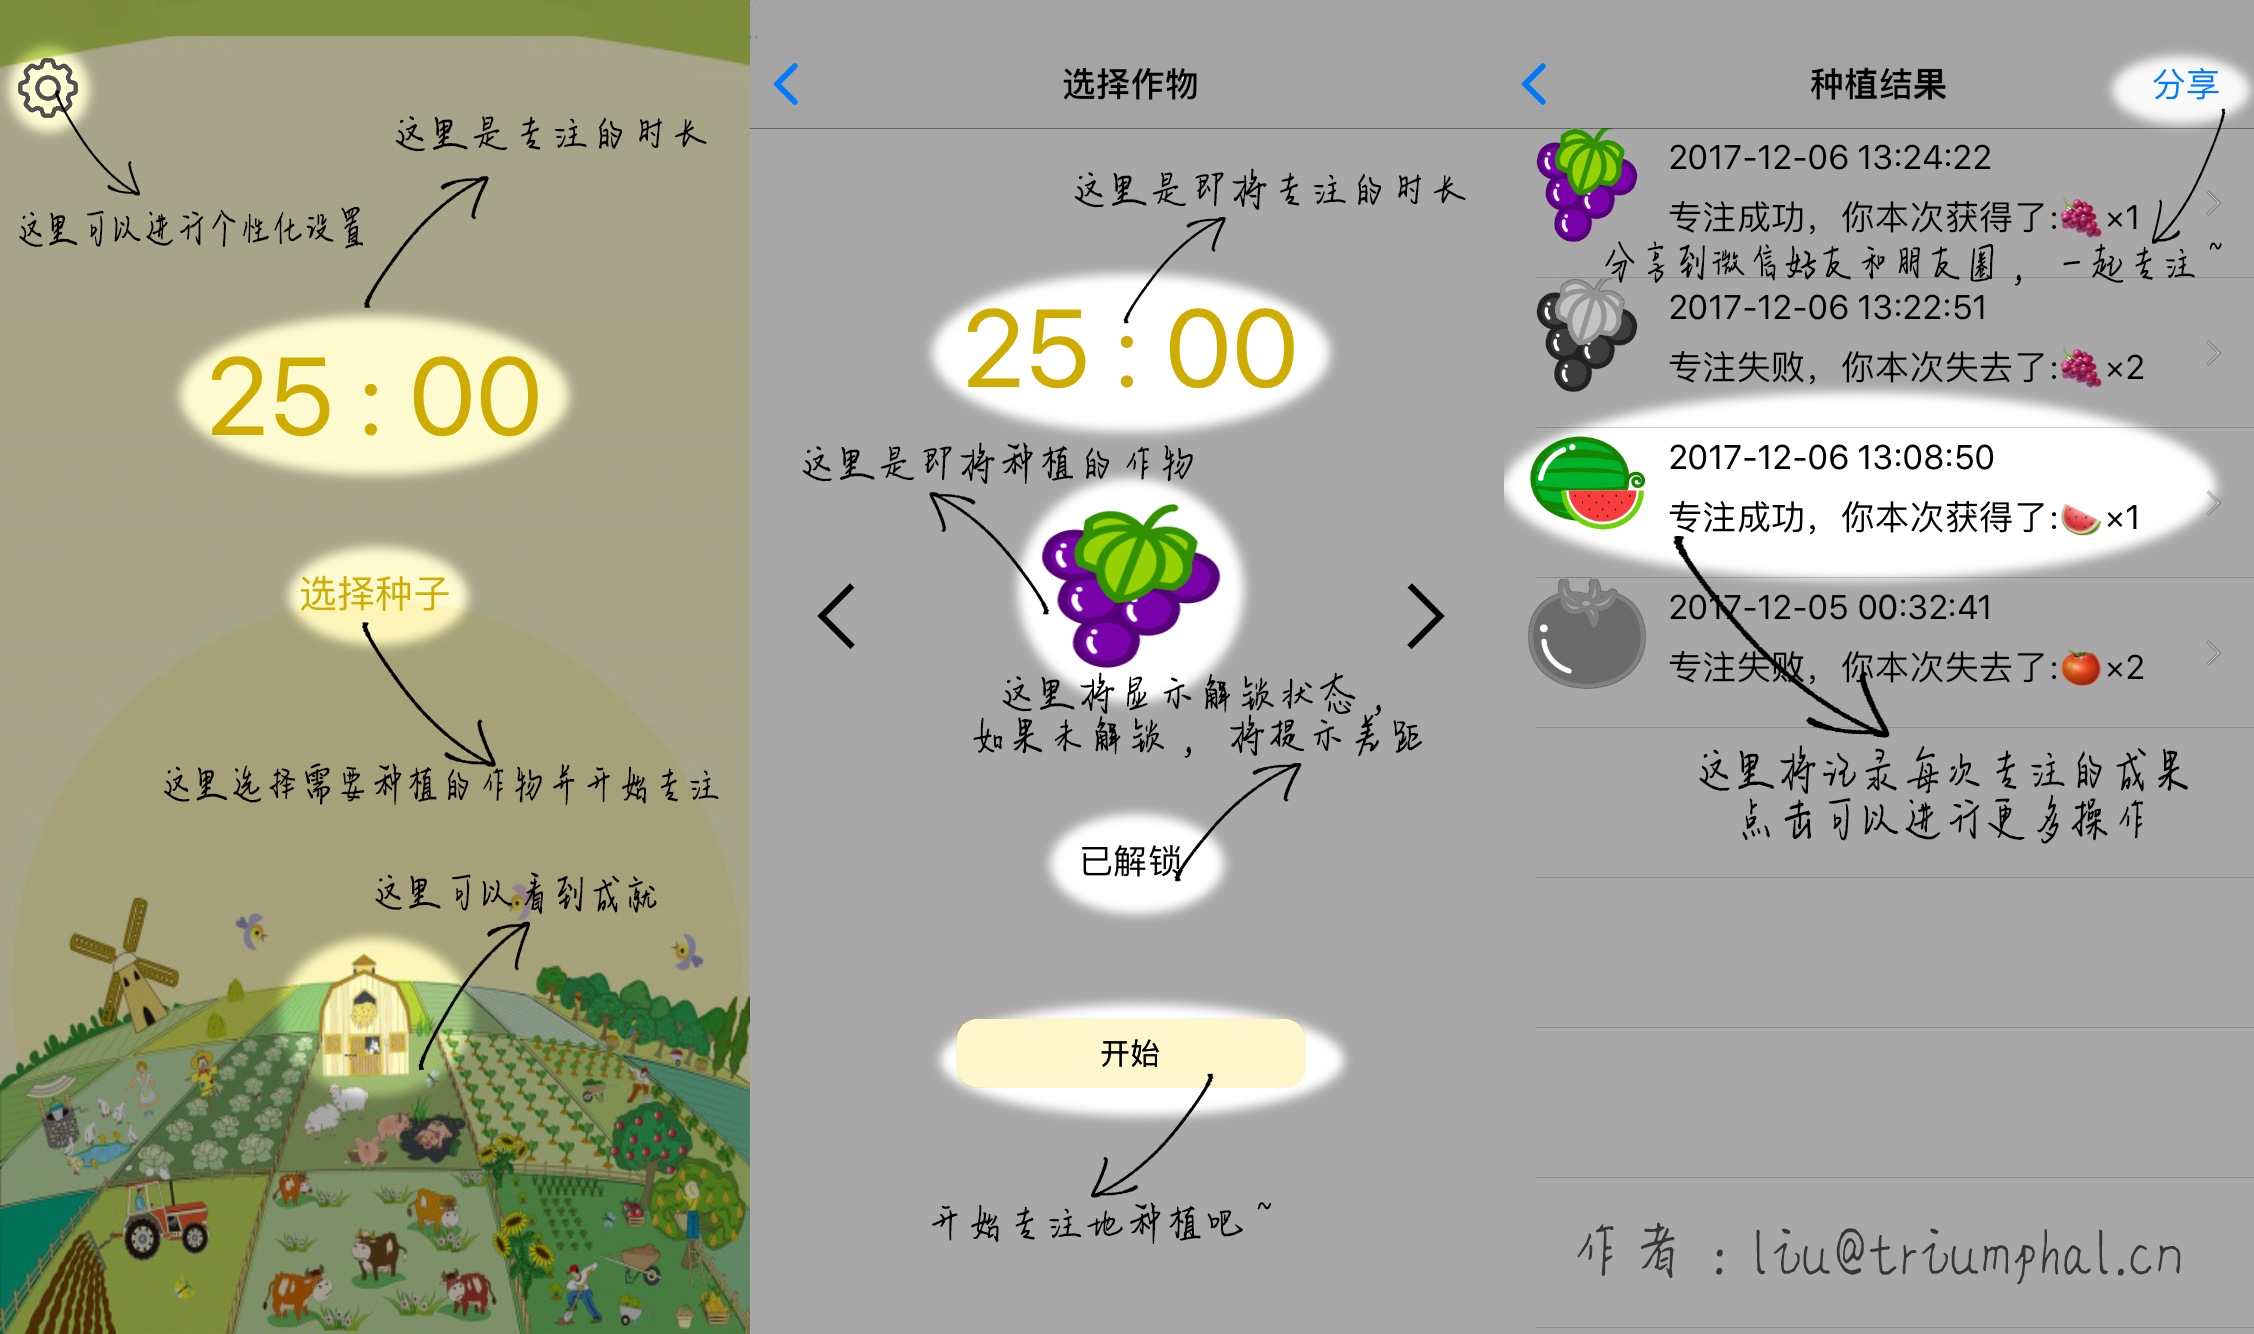 这里是专注的时长
这里可以进行个性化设置
25 : 00
选择种子
这里选择需要种植的作物并开始专注
这里可以看到成就
选择作物
这里是即将专注的时长
25 : 00
这里是即将种植的作物
这里将显示解锁状态，
如果未解锁，将提示差距
已解锁
开始
开始专注地种植吧~
种植结果
分享
2017-12-06 13:24:22
专注成功，你本次获得了:🍇×1
分享到微信好友和朋友圈，一起专注~
2017-12-06 13:22:51
专注失败，你本次失去了:🍇×2
2017-12-06 13:08:50
专注成功，你本次获得了:🍉×1
2017-12-05 00:32:41
专注失败，你本次失去了:🍅×2
这里将记录每次专注的成果
点击可以进行更多操作
作者：liu@triumphal.cn